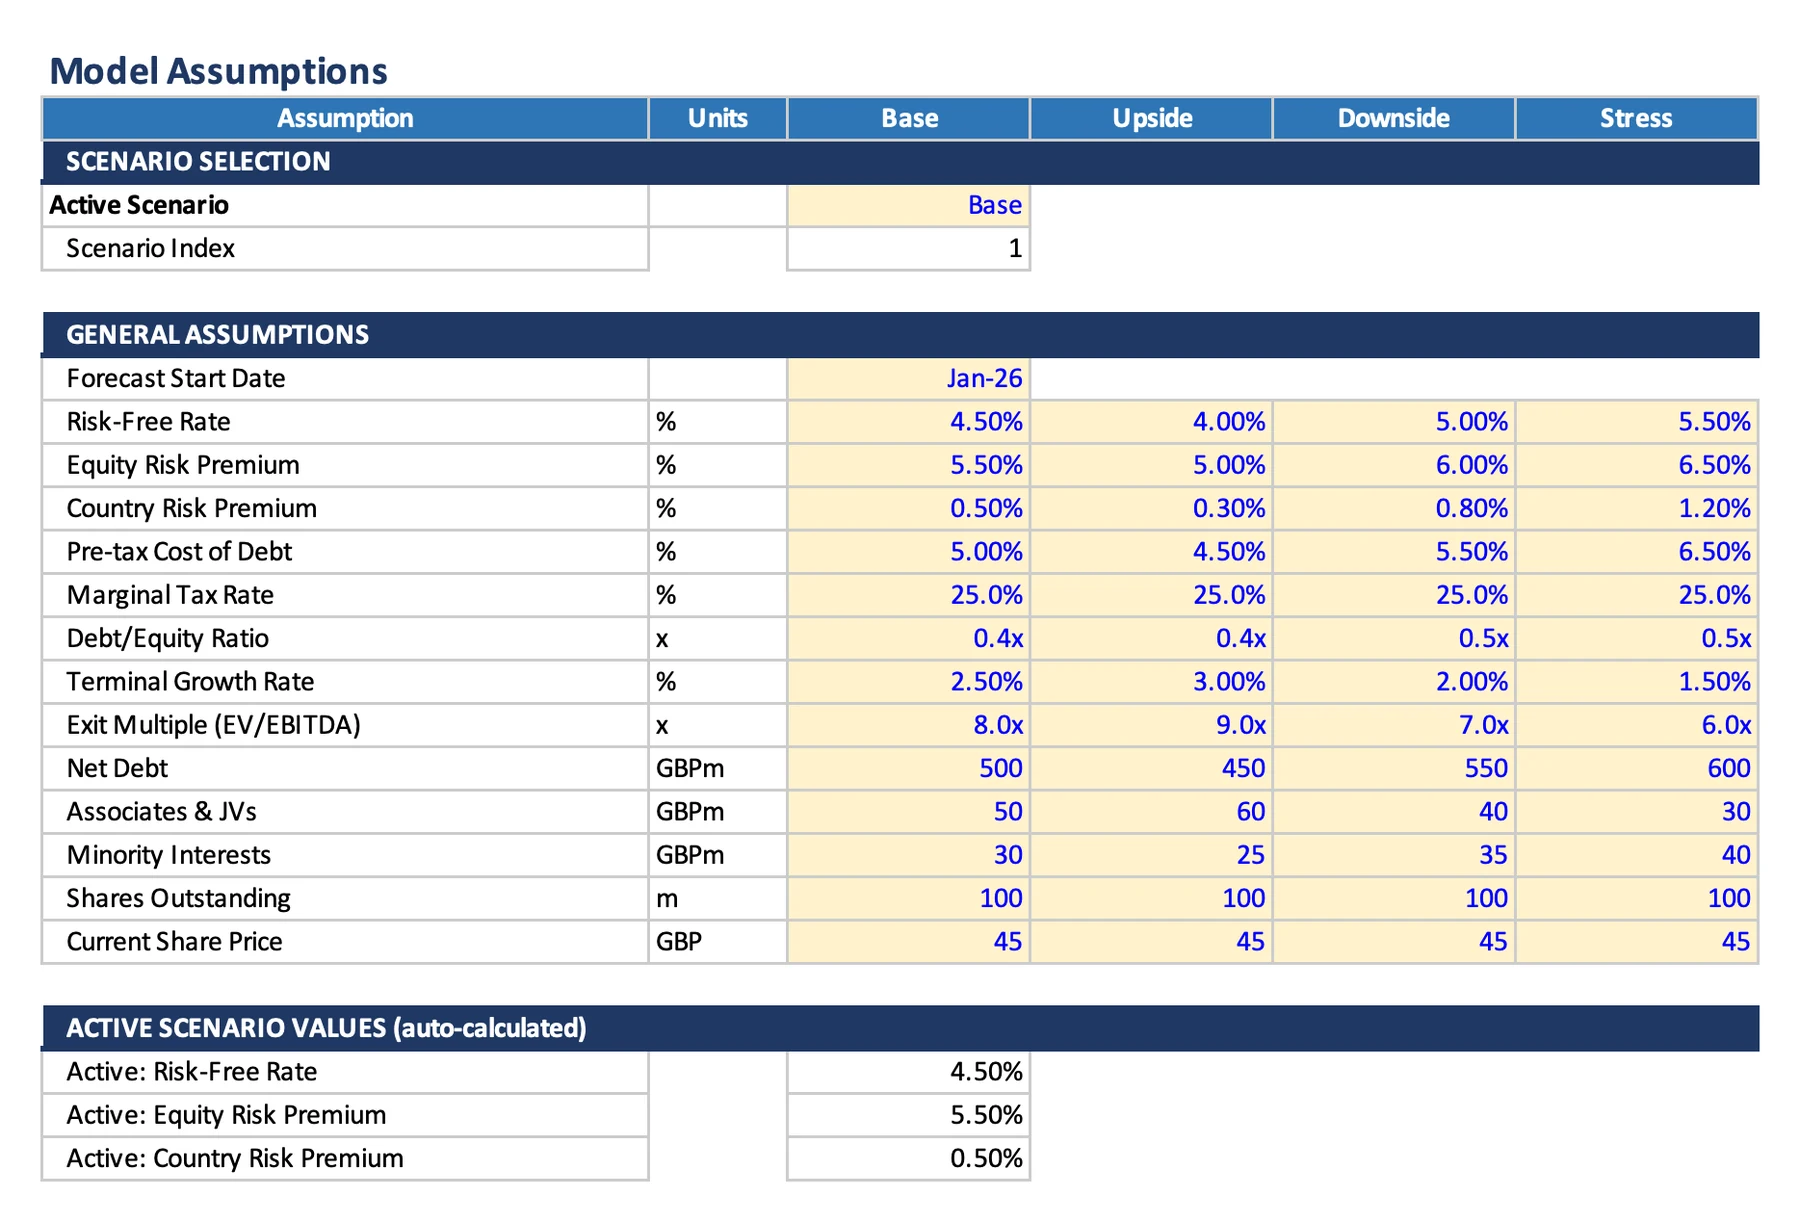 Model Assumptions
Assumption Units Base Upside Downside Stress
SCENARIO SELECTION
Active Scenario Base
Scenario Index 1
GENERAL ASSUMPTIONS
Forecast Start Date Jan-26
Risk-Free Rate % 4.50% 4.00% 5.00% 5.50%
Equity Risk Premium % 5.50% 5.00% 6.00% 6.50%
Country Risk Premium % 0.50% 0.30% 0.80% 1.20%
Pre-tax Cost of Debt % 5.00% 4.50% 5.50% 6.50%
Marginal Tax Rate % 25.0% 25.0% 25.0% 25.0%
Debt/Equity Ratio x 0.4x 0.4x 0.5x 0.5x
Terminal Growth Rate % 2.50% 3.00% 2.00% 1.50%
Exit Multiple (EV/EBITDA) x 8.0x 9.0x 7.0x 6.0x
Net Debt GBPm 500 450 550 600
Associates & JVs GBPm 50 60 40 30
Minority Interests GBPm 30 25 35 40
Shares Outstanding m 100 100 100 100
Current Share Price GBP 45 45 45 45
ACTIVE SCENARIO VALUES (auto-calculated)
Active: Risk-Free Rate 4.50%
Active: Equity Risk Premium 5.50%
Active: Country Risk Premium 0.50%